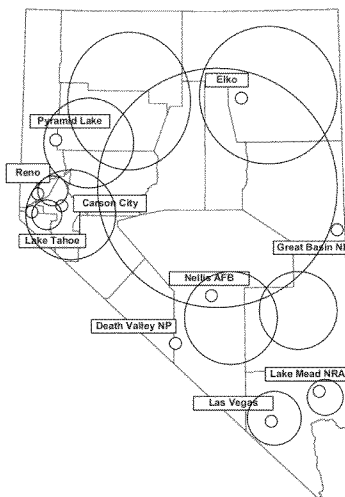 Elko
Pyramid Lake
Reno
Carson City
Lake Tahoe
Great Basin N
Nellis AFB
Death Valley NP
Lake Mead NRA
Las Vegas